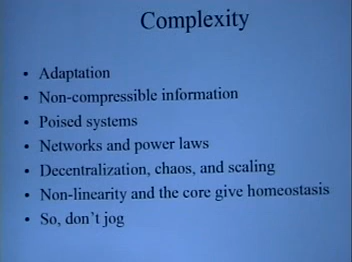 Complexity
• Adaptation
• Non-compressible information
• Poised systems
• Networks and power laws
• Decentralization, chaos, and scaling
• Non-linearity and the core give homeostasis
• So, don't jog